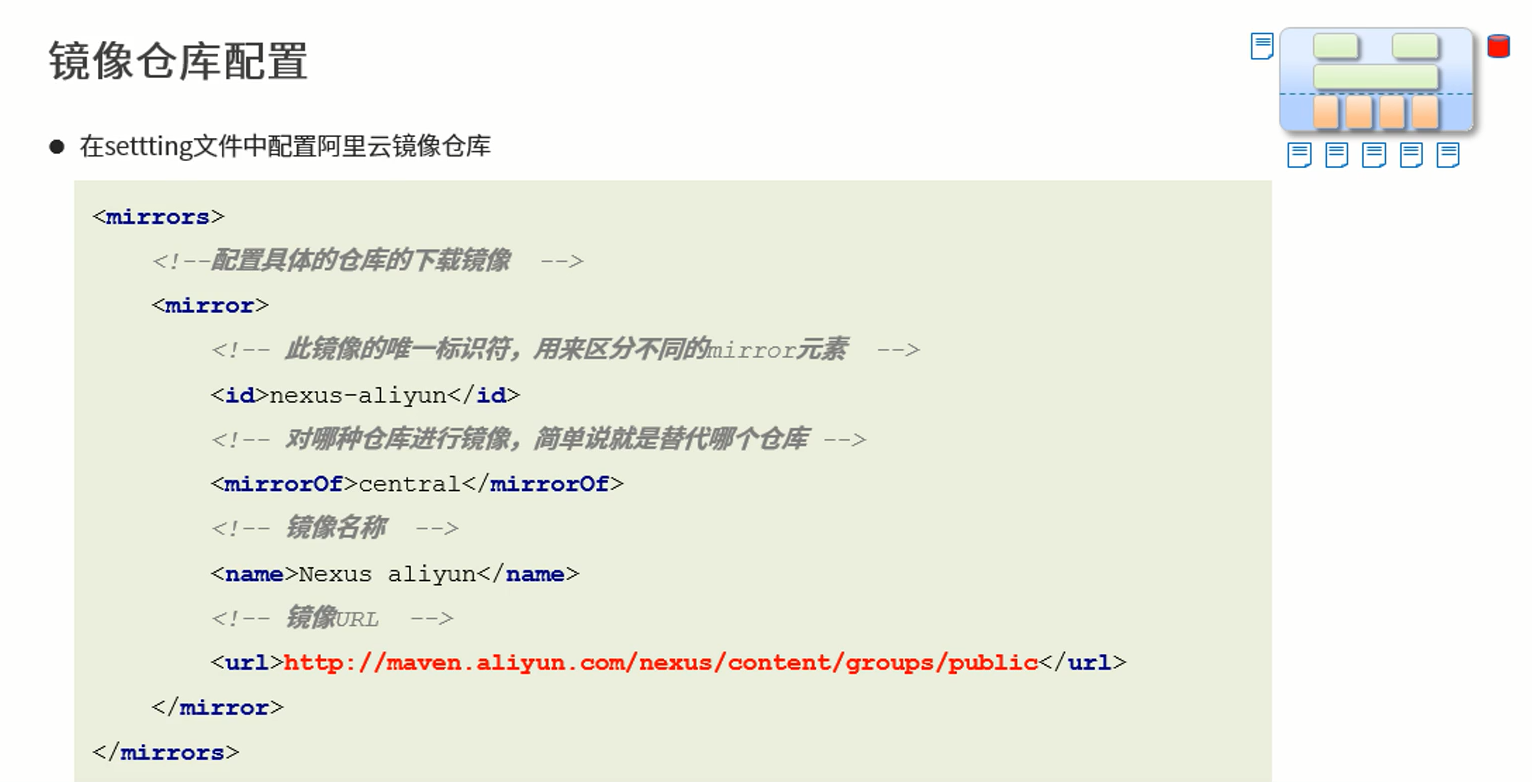 镜像仓库配置
● 在settting文件中配置阿里云镜像仓库
<mirrors>
<!--配置具体的仓库的下载镜像 -->
<mirror>
<!-- 此镜像的唯一标识符，用来区分不同的mirror元素 -->
<id>nexus-aliyun</id>
<!-- 对哪种仓库进行镜像，简单说就是替代哪个仓库 -->
<mirrorOf>central</mirrorOf>
<!-- 镜像名称 -->
<name>Nexus aliyun</name>
<!-- 镜像URL -->
<url>http://maven.aliyun.com/nexus/content/groups/public</url>
</mirror>
</mirrors>